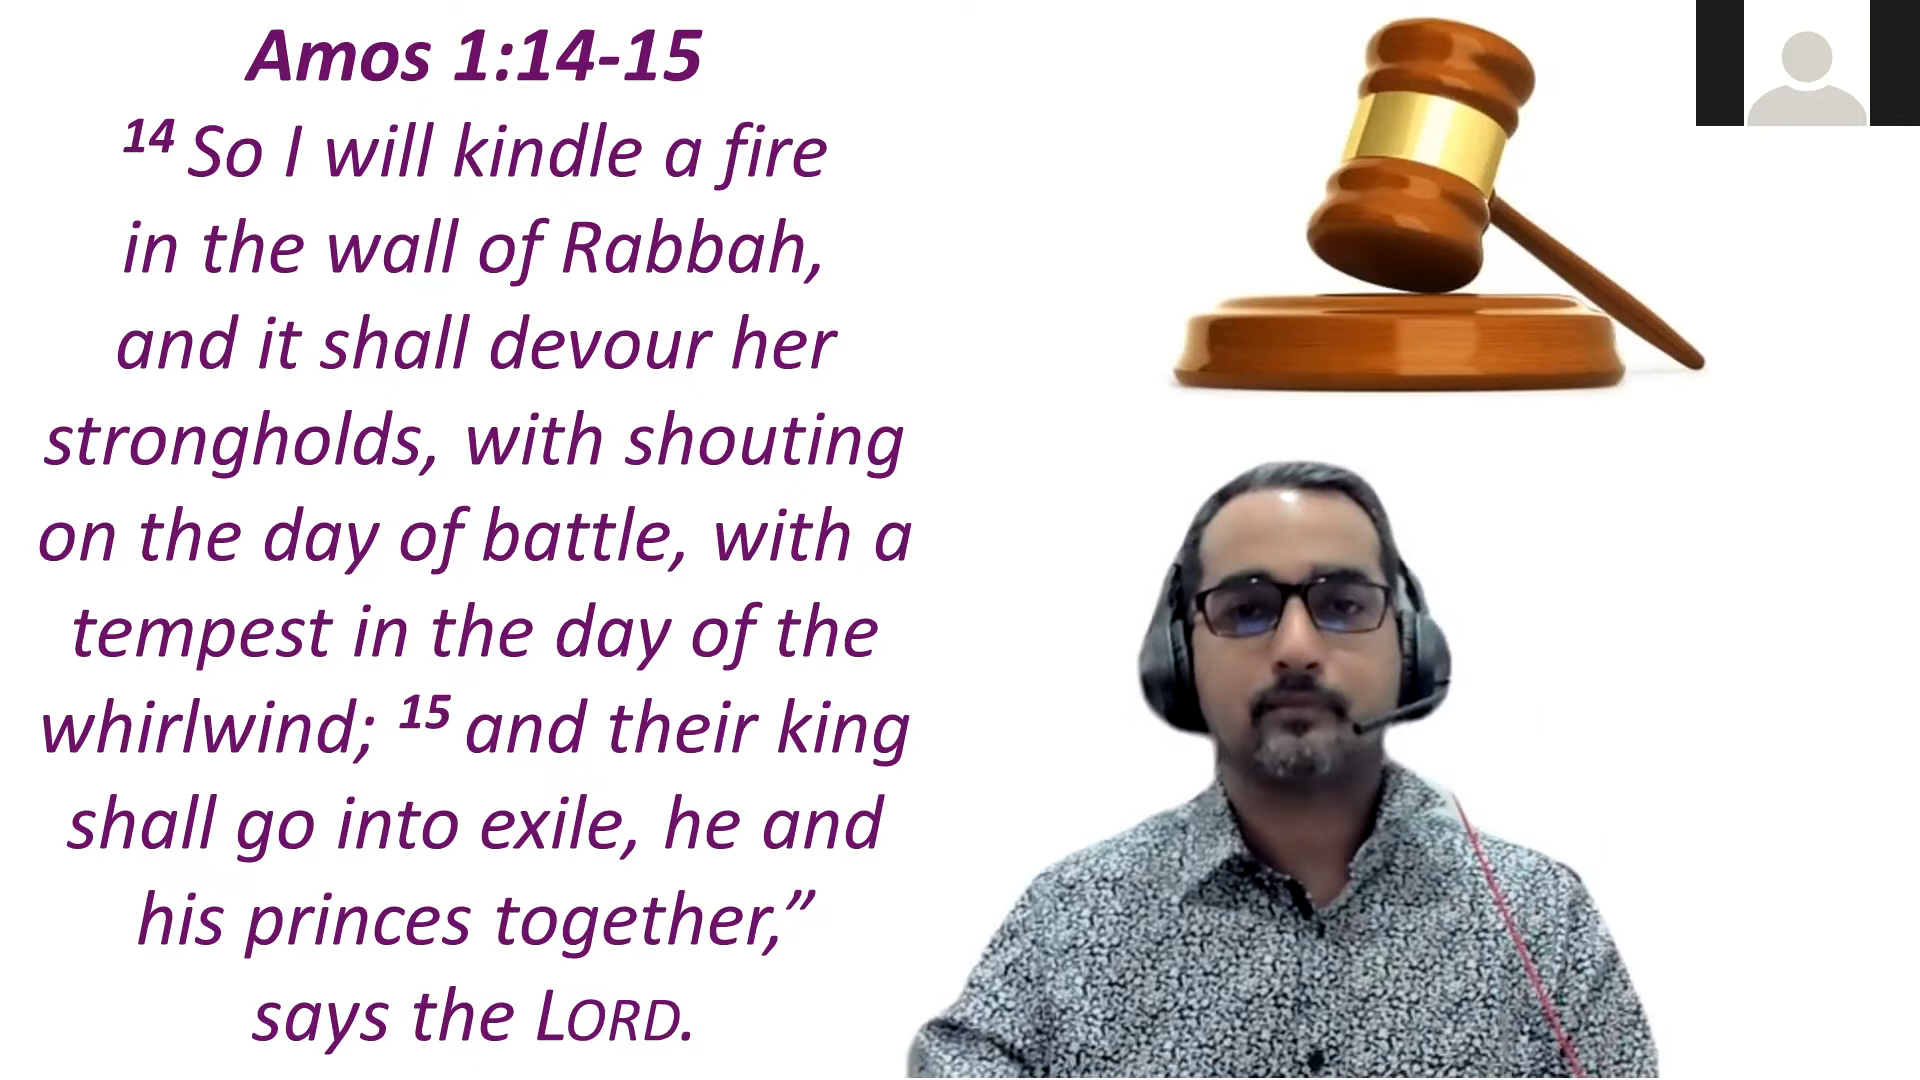 Amos 1:14-15
14 So I will kindle a fire
in the wall of Rabbah,
and it shall devour her
strongholds, with shouting
on the day of battle, with a
tempest in the day of the
whirlwind; 15 and their king
shall go into exile, he and
his princes together,”
says the LORD.